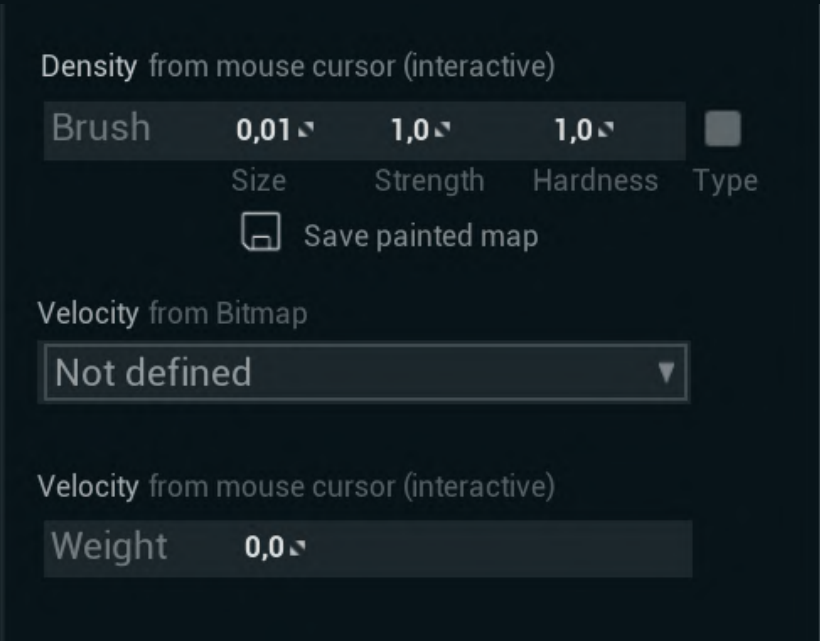 Density from mouse cursor (interactive)
Brush 0,01 1,0 1,0
Size Strength Hardness Type
Save painted map
Velocity from Bitmap
Not defined
Velocity from mouse cursor (interactive)
Weight 0,0